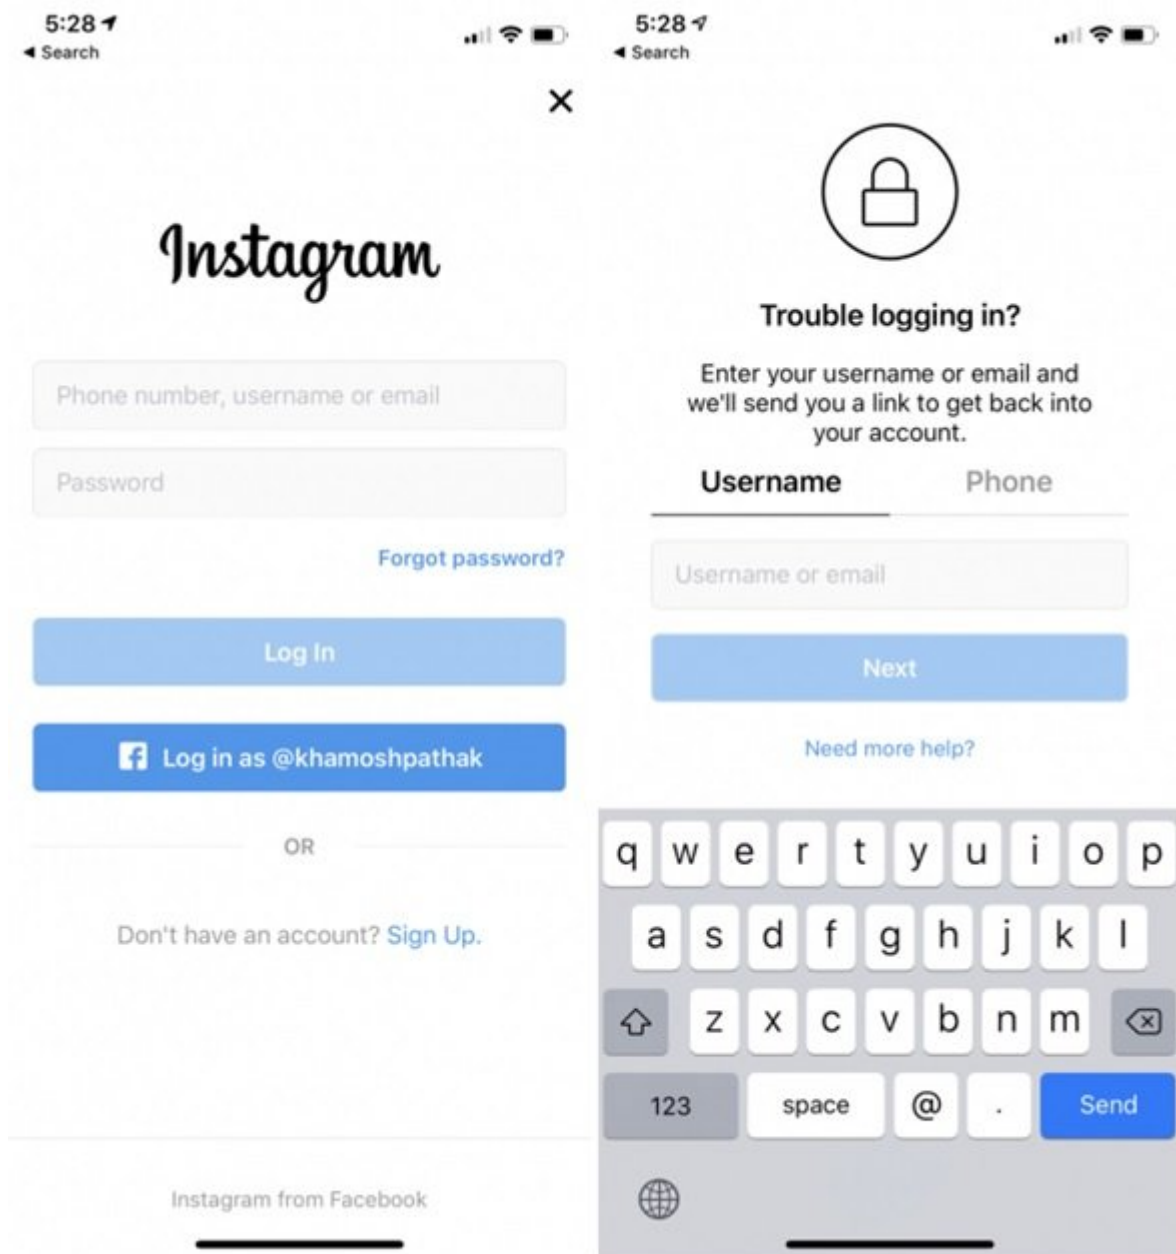 5:28
Search
Instagram
Phone number, username or email
Password
Forgot password?
Log In
Log in as @khamoshpathak
OR
Don't have an account? Sign Up.
Instagram from Facebook
5:28
Search
Trouble logging in?
Enter your username or email and
we'll send you a link to get back into
your account.
Username Phone
Username or email
Next
Need more help?
q w e r t y u i o p
a s d f g h j k l
z x c v b n m
123 space @ . Send